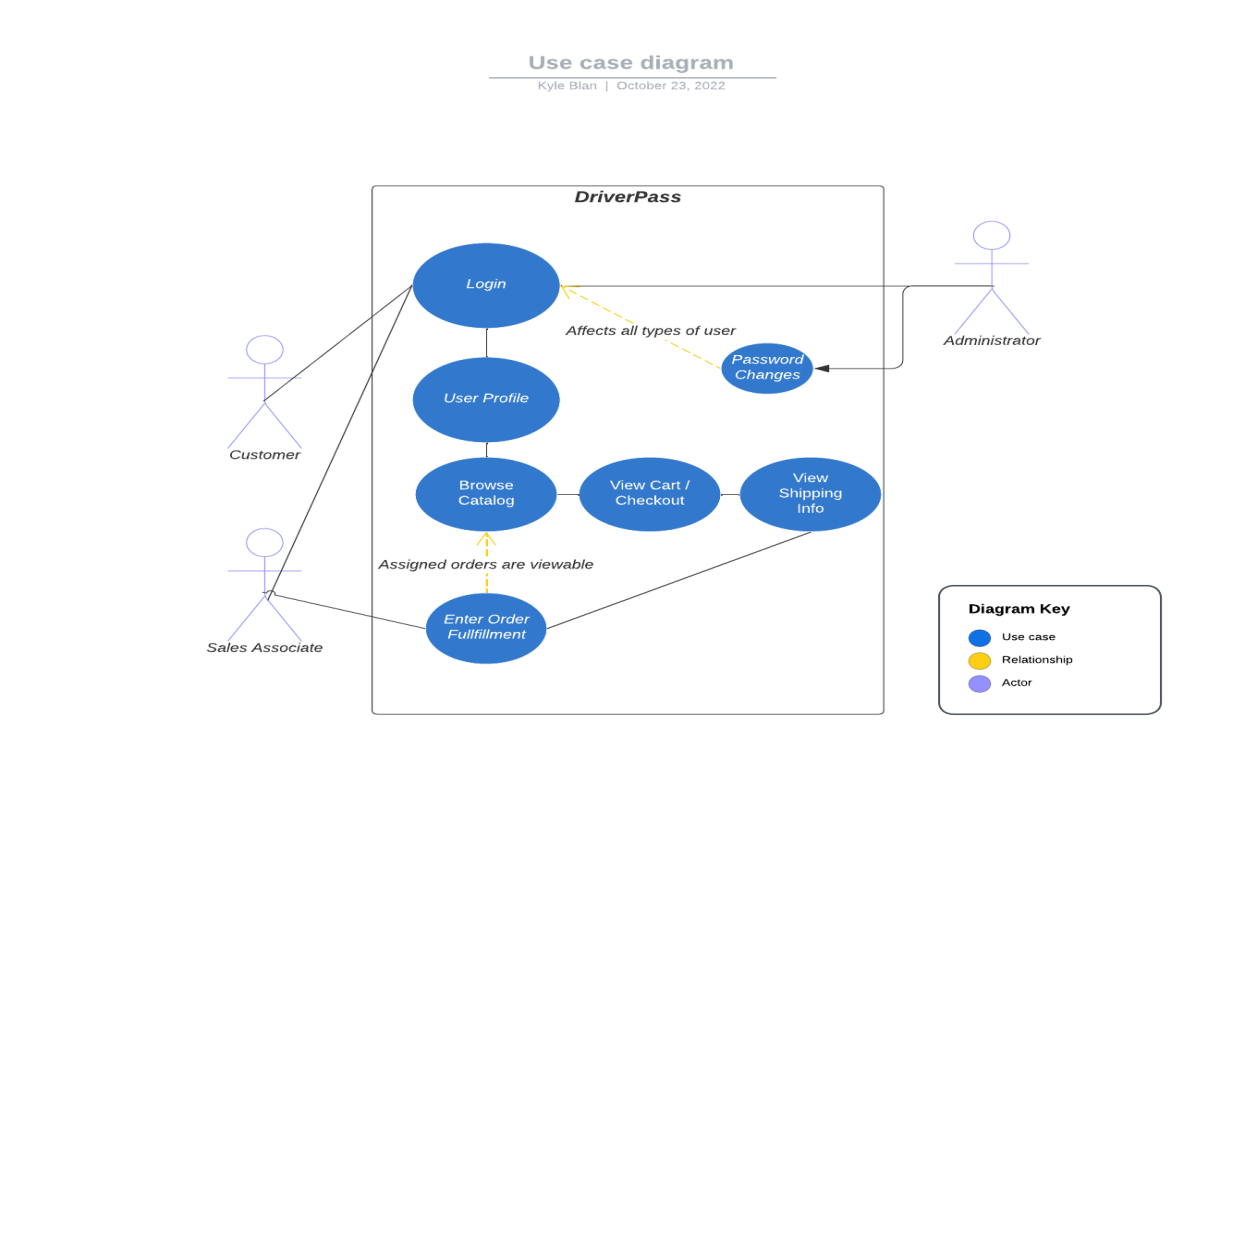 Use case diagram
Kyle Blan | October 23, 2022
DriverPass
Login
Affects all types of user
Administrator
Password
Changes
User Profile
Customer
Browse
Catalog
View Cart /
Checkout
View
Shipping
Info
Assigned orders are viewable
Enter Order
Fullfillment
Sales Associate
Diagram Key
Use case
Relationship
Actor